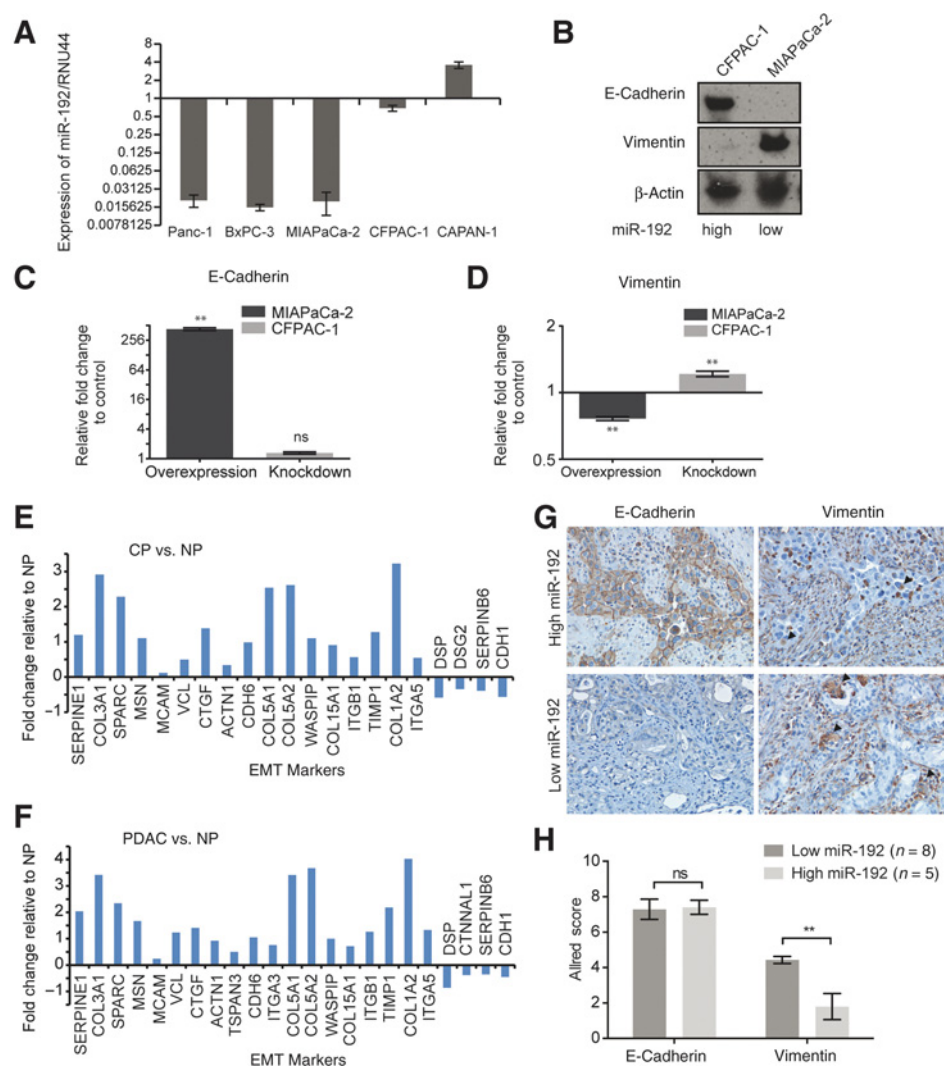 A
Expression of miR-192/RNU44
8
4
2
1
0.5
0.25
0.125
0.0625
0.03125
0.015625
0.0078125
Panc-1 BxPC-3 MIAPaCa-2 CFPAC-1 CAPAN-1
B
CFPAC-1
MIAPaCa-2
E-Cadherin
Vimentin
β-Actin
miR-192 high low
C
E-Cadherin
MIAPaCa-2
CFPAC-1
Relative fold change
to control
256
64
16
4
1
**
ns
Overexpression Knockdown
D
Vimentin
MIAPaCa-2
CFPAC-1
Relative fold change
to control
2
1
0.5
**
**
Overexpression Knockdown
E
CP vs. NP
Fold change relative to NP
4
3
2
1
0
−1
SERPINE1
COL3A1
SPARC
MSN
MCAM
VCL
CTGF
ACTN1
CDH6
COL5A1
COL5A2
WASPIP
COL15A1
ITGB1
TIMP1
COL1A2
ITGA5
DSP
DSG2
SERPINB6
CDH1
EMT Markers
F
PDAC vs. NP
Fold change relative to NP
4
3
2
1
0
−1
SERPINE1
COL3A1
SPARC
MSN
MCAM
VCL
CTGF
ACTN1
TSPAN3
CDH6
ITGA3
COL5A1
COL5A2
WASPIP
COL15A1
ITGB1
TIMP1
COL1A2
ITGA5
DSP
CTNNAL1
SERPINB6
CDH1
EMT Markers
G
E-Cadherin Vimentin
High miR-192
Low miR-192
H
Low miR-192 (n = 8)
High miR-192 (n = 5)
Allred score
10
8
6
4
2
0
ns
**
E-Cadherin Vimentin